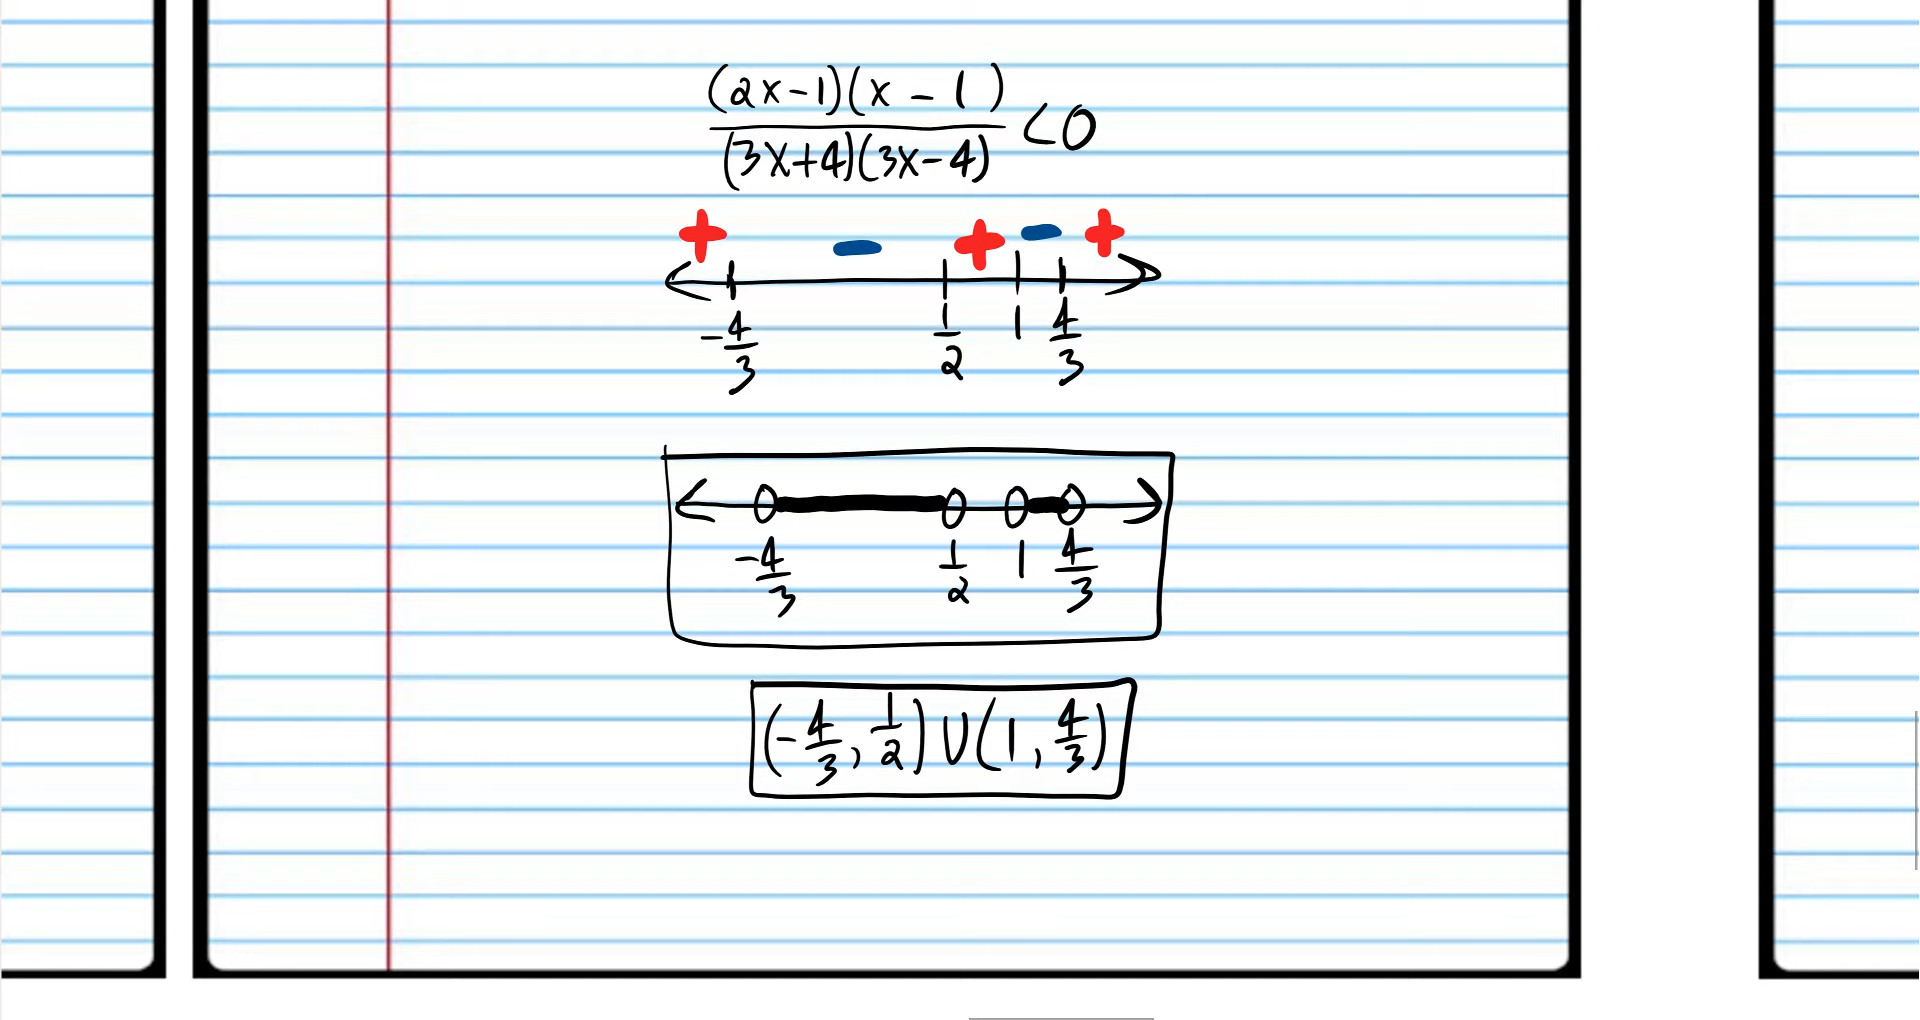 (2x-1)(x-1)/(3x+4)(3x-4) <0
+ - + - +
-4/3 1/2 1 4/3
-4/3 1/2 1 4/3
(-4/3, 1/2) U (1, 4/3)